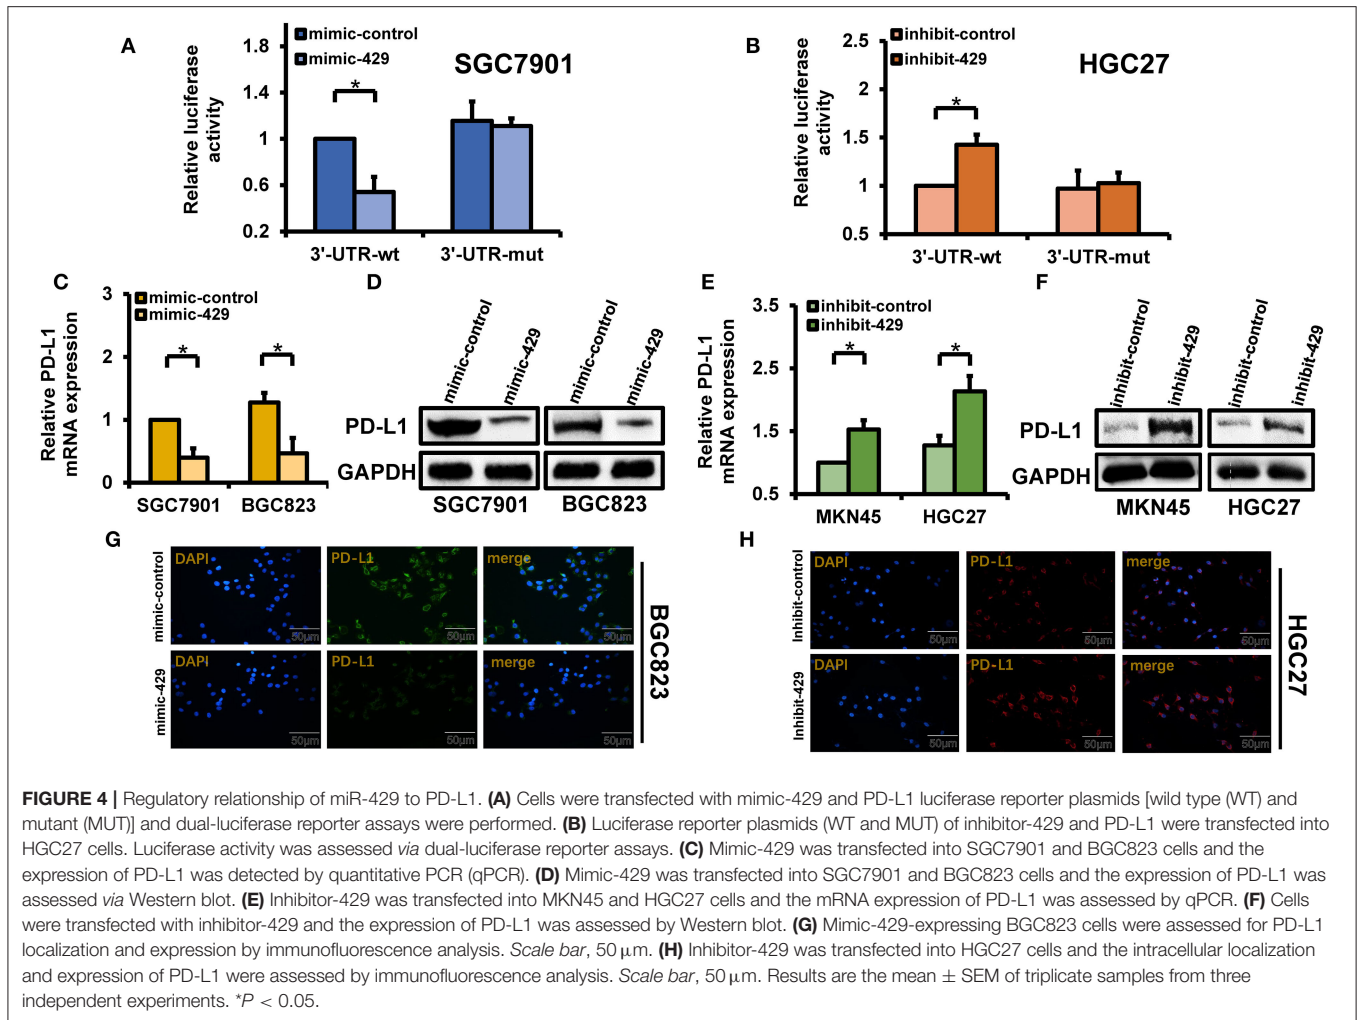 A
Relative luciferase
activity
1.8
1.4
1
0.6
0.2
mimic-control
mimic-429
SGC7901
*
3'-UTR-wt
3'-UTR-mut
B
Relative luciferase
activity
2.5
2
1.5
1
0.5
inhibit-control
inhibit-429
HGC27
*
3'-UTR-wt
3'-UTR-mut
C
Relative PD-L1
mRNA expression
3
2
1
0
mimic-control
mimic-429
*
*
SGC7901
BGC823
D
mimic-control
mimic-429
mimic-control
mimic-429
PD-L1
GAPDH
SGC7901
BGC823
E
Relative PD-L1
mRNA expression
3.5
2.5
1.5
0.5
inhibit-control
inhibit-429
*
*
MKN45
HGC27
F
inhibit-control
inhibit-429
inhibit-control
inhibit-429
PD-L1
GAPDH
MKN45
HGC27
G
mimic-control
DAPI
50μm
PD-L1
50μm
merge
50μm
mimic-429
DAPI
50μm
PD-L1
50μm
merge
50μm
BGC823
H
Inhibit-control
DAPI
50μm
PD-L1
50μm
merge
50μm
Inhibit-429
DAPI
50μm
PD-L1
50μm
merge
50μm
HGC27
FIGURE 4 | Regulatory relationship of miR-429 to PD-L1. (A) Cells were transfected with mimic-429 and PD-L1 luciferase reporter plasmids [wild type (WT) and
mutant (MUT)] and dual-luciferase reporter assays were performed. (B) Luciferase reporter plasmids (WT and MUT) of inhibitor-429 and PD-L1 were transfected into
HGC27 cells. Luciferase activity was assessed via dual-luciferase reporter assays. (C) Mimic-429 was transfected into SGC7901 and BGC823 cells and the
expression of PD-L1 was detected by quantitative PCR (qPCR). (D) Mimic-429 was transfected into SGC7901 and BGC823 cells and the expression of PD-L1 was
assessed via Western blot. (E) Inhibitor-429 was transfected into MKN45 and HGC27 cells and the mRNA expression of PD-L1 was assessed by qPCR. (F) Cells
were transfected with inhibitor-429 and the expression of PD-L1 was assessed by Western blot. (G) Mimic-429-expressing BGC823 cells were assessed for PD-L1
localization and expression by immunofluorescence analysis. Scale bar, 50 μm. (H) Inhibitor-429 was transfected into HGC27 cells and the intracellular localization
and expression of PD-L1 were assessed by immunofluorescence analysis. Scale bar, 50 μm. Results are the mean ± SEM of triplicate samples from three
independent experiments. *P < 0.05.